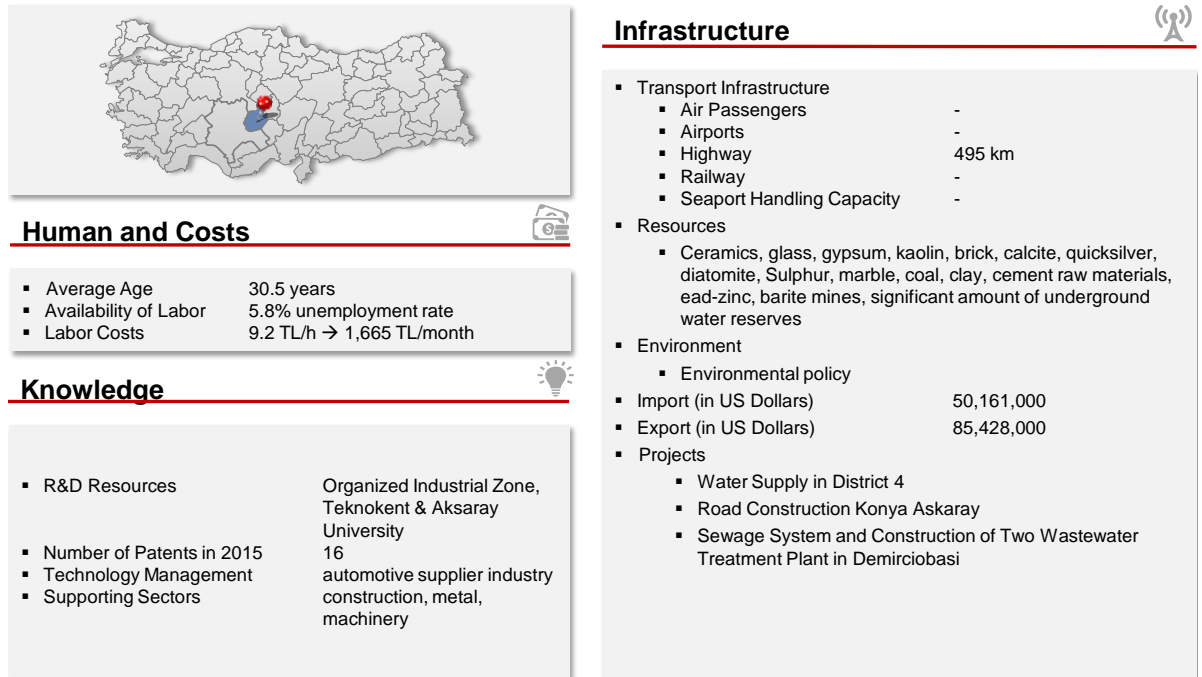 Human and Costs
▪ Average Age 30.5 years
▪ Availability of Labor 5.8% unemployment rate
▪ Labor Costs 9.2 TL/h → 1,665 TL/month
Knowledge
▪ R&D Resources Organized Industrial Zone,
Teknokent & Aksaray
University
▪ Number of Patents in 2015 16
▪ Technology Management automotive supplier industry
▪ Supporting Sectors construction, metal,
machinery
Infrastructure
▪ Transport Infrastructure
▪ Air Passengers -
▪ Airports -
▪ Highway 495 km
▪ Railway -
▪ Seaport Handling Capacity -
▪ Resources
▪ Ceramics, glass, gypsum, kaolin, brick, calcite, quicksilver,
diatomite, Sulphur, marble, coal, clay, cement raw materials,
ead-zinc, barite mines, significant amount of underground
water reserves
▪ Environment
▪ Environmental policy
▪ Import (in US Dollars) 50,161,000
▪ Export (in US Dollars) 85,428,000
▪ Projects
▪ Water Supply in District 4
▪ Road Construction Konya Askaray
▪ Sewage System and Construction of Two Wastewater
Treatment Plant in Demirciobasi